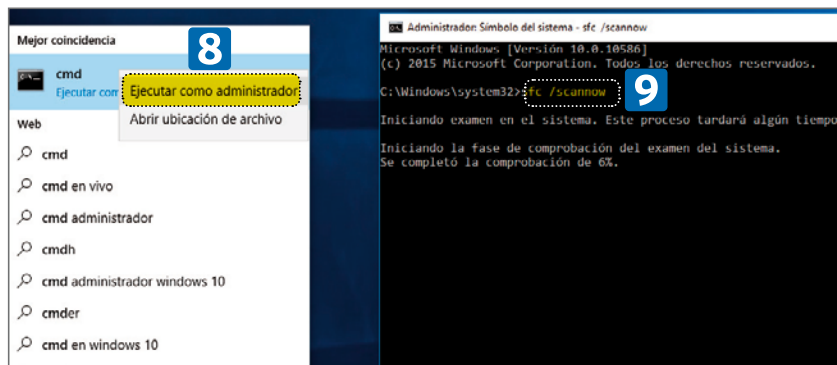 Mejor coincidencia
8
cmd
Ejecutar com
Ejecutar como administrador
Abrir ubicación de archivo
Web
cmd
cmd en vivo
cmd administrador
cmdh
cmd administrador windows 10
cmder
cmd en windows 10
Administrador: Símbolo del sistema - sfc /scannow
Microsoft Windows [Versión 10.0.10586]
(c) 2015 Microsoft Corporation. Todos los derechos reservados.
C:\Windows\system32>sfc /scannow
9
Iniciando examen en el sistema. Este proceso tardará algún tiempo
Iniciando la fase de comprobación del examen del sistema.
Se completó la comprobación de 6%.